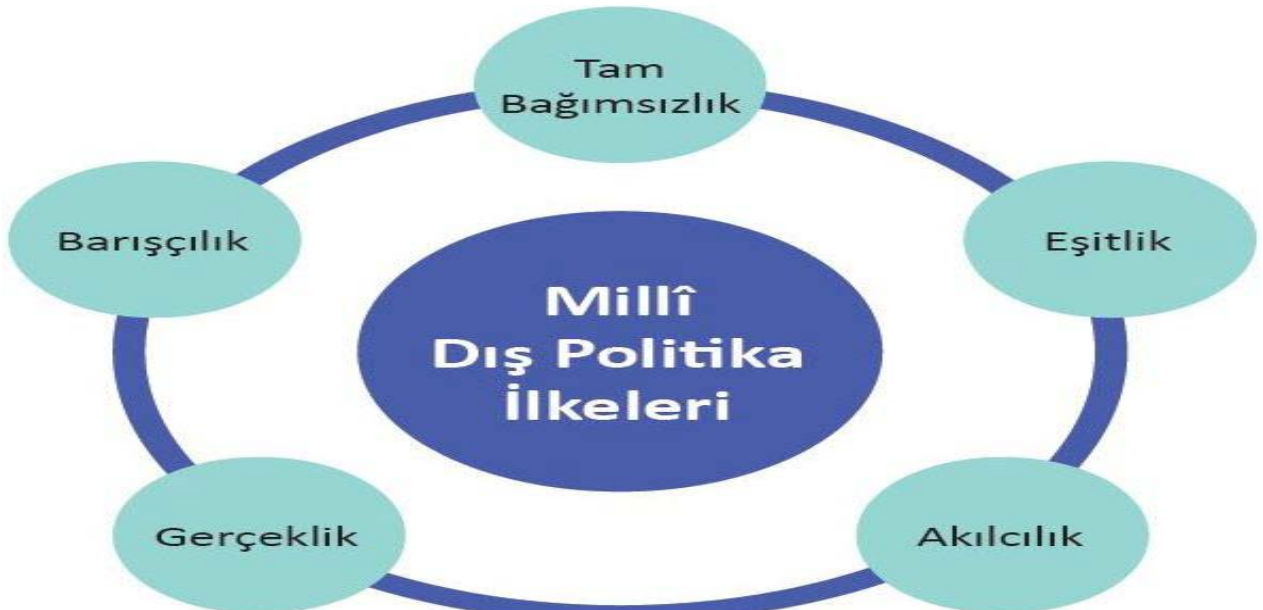 Tam
Bağımsızlık
Barışçılık
Eşitlik
Millî
Dış Politika
İlkeleri
Gerçeklik
Akılcılık